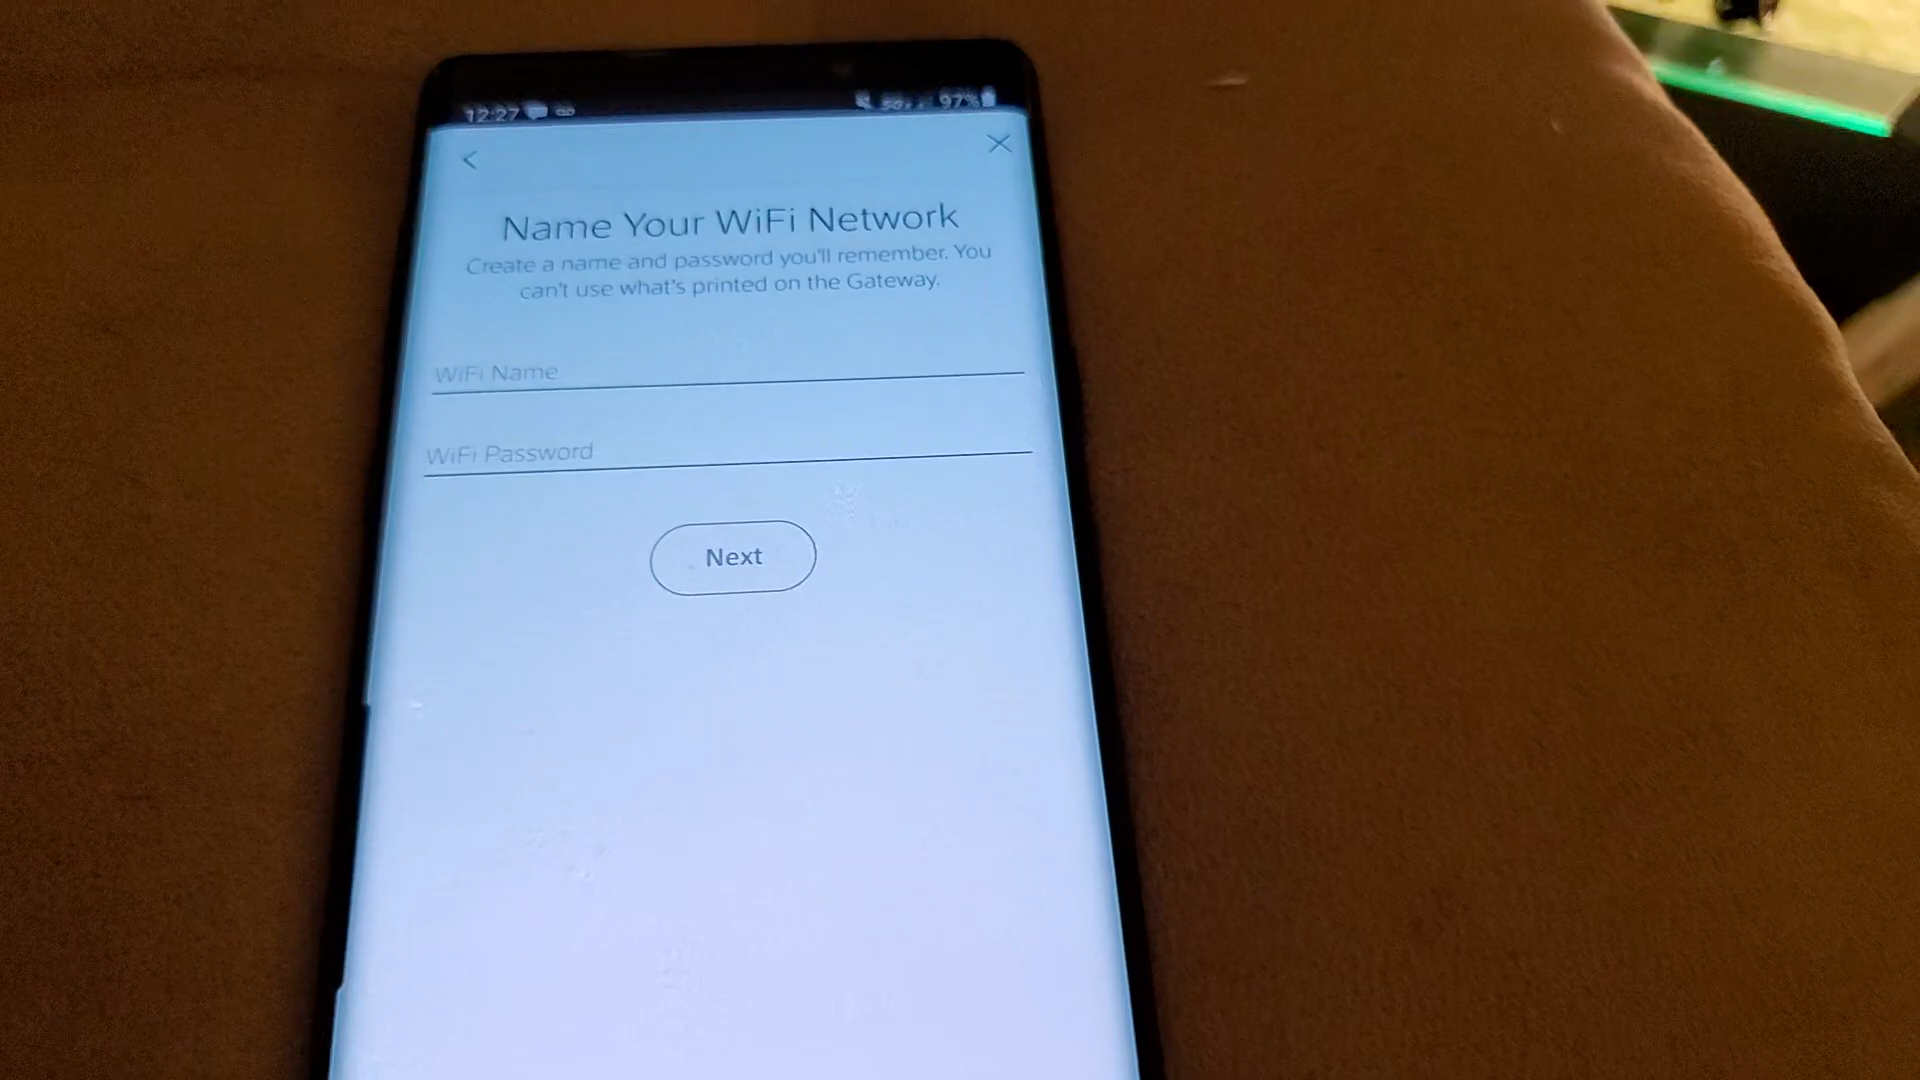 12:27 97%
Name Your WiFi Network
Create a name and password you'll remember. You
can't use what's printed on the Gateway.
WiFi Name
WiFi Password
Next